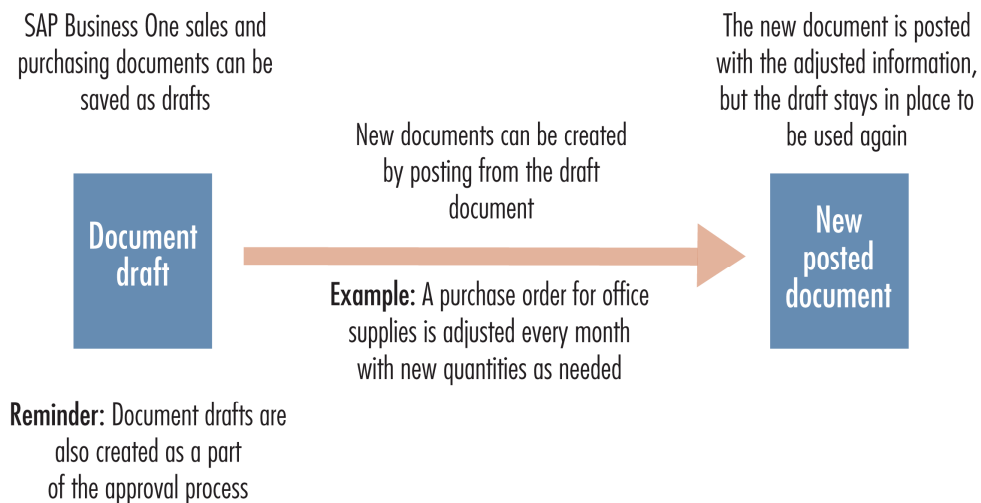 SAP Business One sales and
purchasing documents can be
saved as drafts
The new document is posted
with the adjusted information,
but the draft stays in place to
be used again
New documents can be created
by posting from the draft
document
Document
draft
New
posted
document
Example: A purchase order for office
supplies is adjusted every month
with new quantities as needed
Reminder: Document drafts are
also created as a part
of the approval process